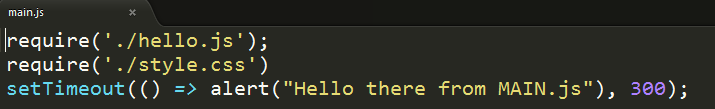 main.js ×
require('./hello.js');
require('./style.css')
setTimeout(() => alert("Hello there from MAIN.js"), 300);